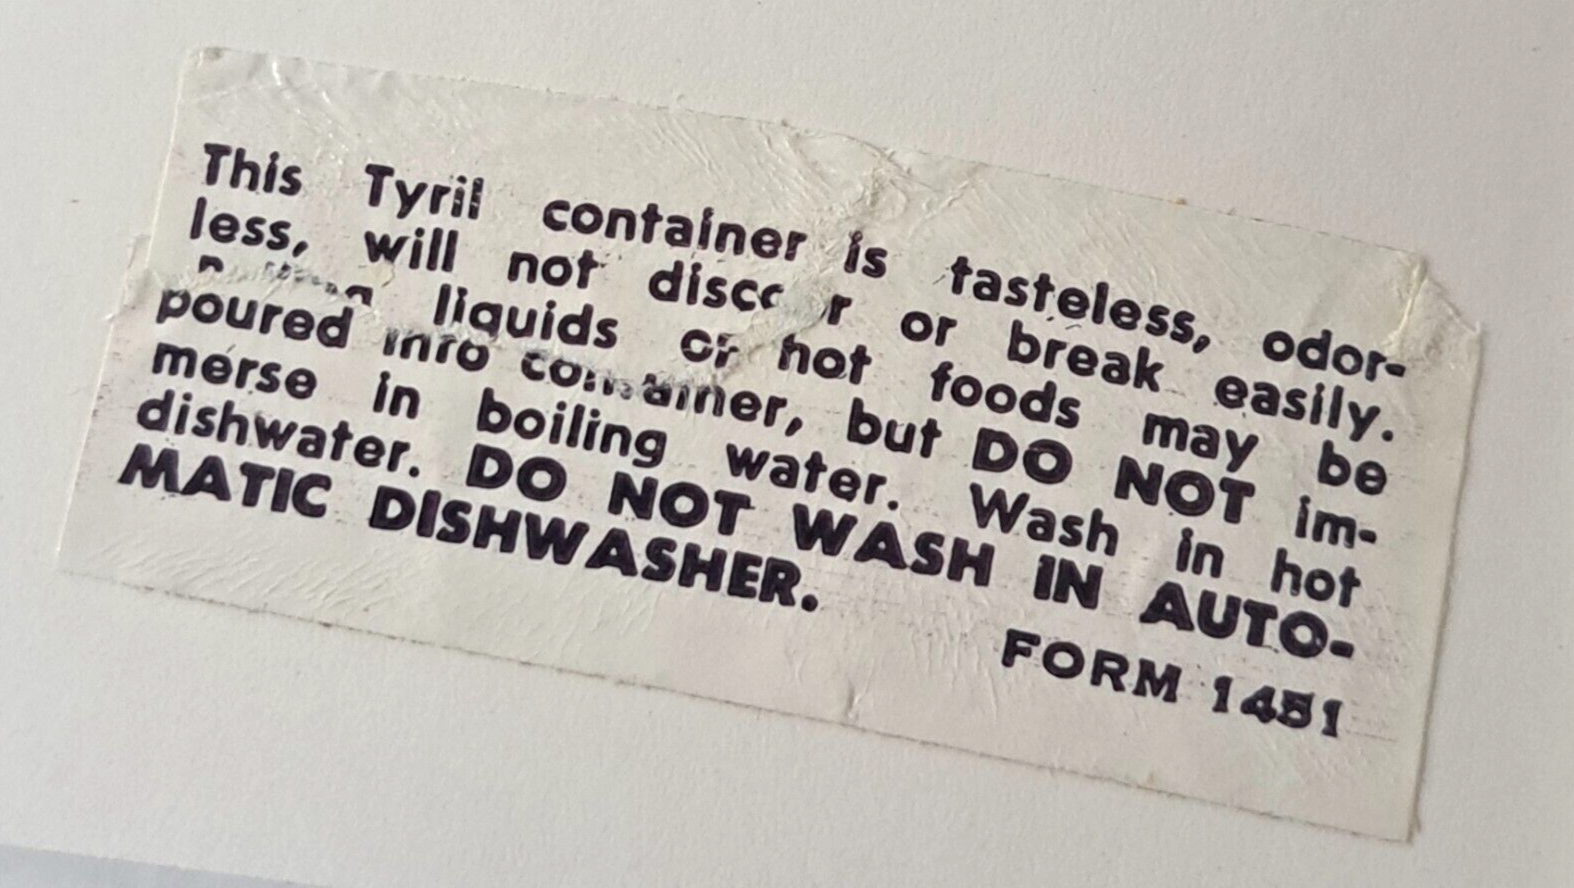 This Tyril container is tasteless, odor-
less, will not discolor or break easily.
liquids or hot foods may be
poured into container, but DO NOT im-
merse in boiling water. Wash in hot
dishwater. DO NOT WASH IN AUTO-
MATIC DISHWASHER.
FORM 1451